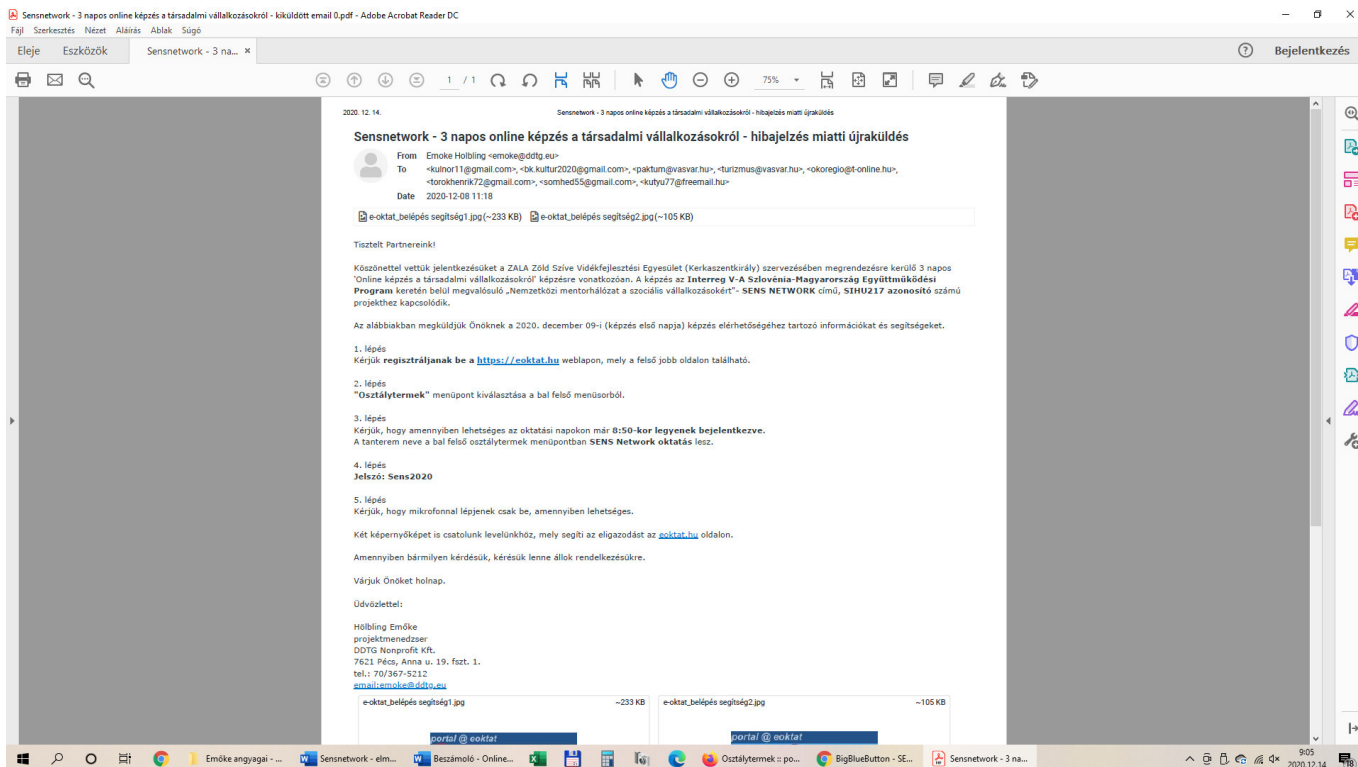 Sensnetwork - 3 napos online képzés a társadalmi vállalkozásokról - kiküldött email 0.pdf - Adobe Acrobat Reader DC
Fájl Szerkesztés Nézet Aláírás Ablak Súgó
Eleje Eszközök Sensnetwork - 3 na... × Bejelentkezés
1 / 1 75%
2020. 12. 14. Sensnetwork - 3 napos online képzés a társadalmi vállalkozásokról - hibajelzés miatti újraküldés
Sensnetwork - 3 napos online képzés a társadalmi vállalkozásokról - hibajelzés miatti újraküldés
From Emoke Holbling <emoke@ddtg.eu>
To <kulnor11@gmail.com>, <bk.kultur2020@gmail.com>, <paktum@vasvar.hu>, <turizmus@vasvar.hu>, <okoregio@t-online.hu>,
<torokhenrik72@gmail.com>, <somhed55@gmail.com>, <kutyu77@freemail.hu>
Date 2020-12-08 11:18
e-oktat_belépés segítség1.jpg(~233 KB) e-oktat_belépés segítség2.jpg(~105 KB)
Tisztelt Partnereink!
Köszönettel vettük jelentkezésüket a ZALA Zöld Szíve Vidékfejlesztési Egyesület (Kerkaszentkirály) szervezésében megrendezésre kerülő 3 napos
'Online képzés a társadalmi vállalkozásokról' képzésre vonatkozóan. A képzés az Interreg V-A Szlovénia-Magyarország Együttműködési
Program keretén belül megvalósuló „Nemzetközi mentorhálózat a szociális vállalkozásokért"- SENS NETWORK című, SIHU217 azonosító számú
projekthez kapcsolódik.
Az alábbiakban megküldjük Önöknek a 2020. december 09-i (képzés első napja) képzés elérhetőségéhez tartozó információkat és segítségeket.
1. lépés
Kérjük regisztráljanak be a https://eoktat.hu weblapon, mely a felső jobb oldalon található.
2. lépés
"Osztálytermek" menüpont kiválasztása a bal felső menüsorból.
3. lépés
Kérjük, hogy amennyiben lehetséges az oktatási napokon már 8:50-kor legyenek bejelentkezve.
A tanterem neve a bal felső osztálytermek menüpontban SENS Network oktatás lesz.
4. lépés
Jelszó: Sens2020
5. lépés
Kérjük, hogy mikrofonnal lépjenek csak be, amennyiben lehetséges.
Két képernyőképet is csatolunk levelünkhöz, mely segíti az eligazodást az eoktat.hu oldalon.
Amennyiben bármilyen kérdésük, kérésük lenne állok rendelkezésükre.
Várjuk Önöket holnap.
Üdvözlettel:
Hölbling Emőke
projektmenedzser
DDTG Nonprofit Kft.
7621 Pécs, Anna u. 19. fszt. 1.
tel.: 70/367-5212
email:emoke@ddtg.eu
e-oktat_belépés segítség1.jpg ~233 KB e-oktat_belépés segítség2.jpg ~105 KB
portal @ eoktat portal @ eoktat
Emőke angyagai - ... Sensnetwork - elm... Beszámoló - Online... Osztálytermek :: po... BigBlueButton - SE... Sensnetwork - 3 na... 9:05
2020.12.14